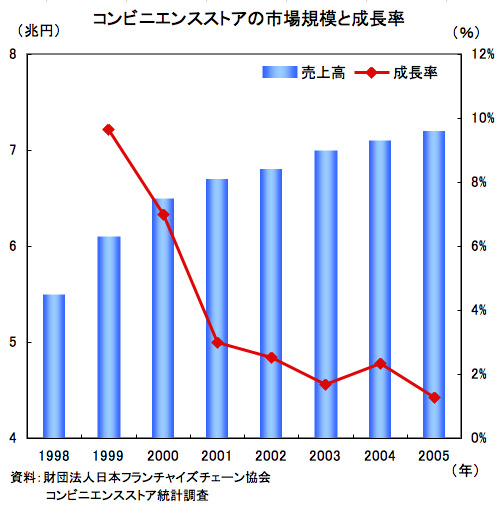 コンビニエンスストアの市場規模と成長率
(兆円)
(%)
売上高 成長率
8
7
6
5
4
12%
10%
8%
6%
4%
2%
0%
1998 1999 2000 2001 2002 2003 2004 2005 (年)
資料：財団法人日本フランチャイズチェーン協会
コンビニエンスストア統計調査